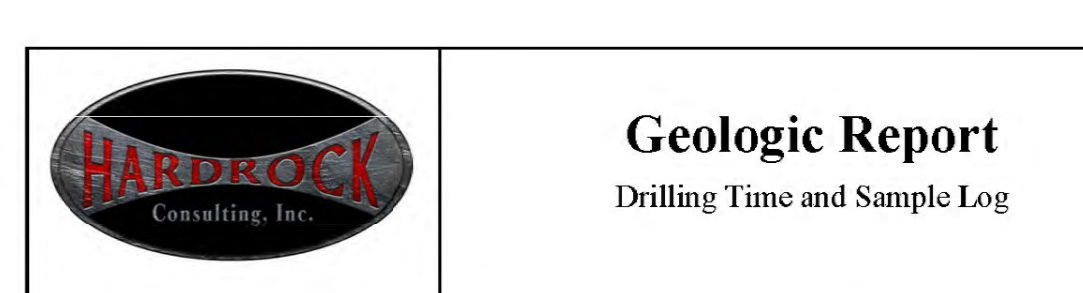 HARDROCK
Consulting, Inc.
Geologic Report
Drilling Time and Sample Log